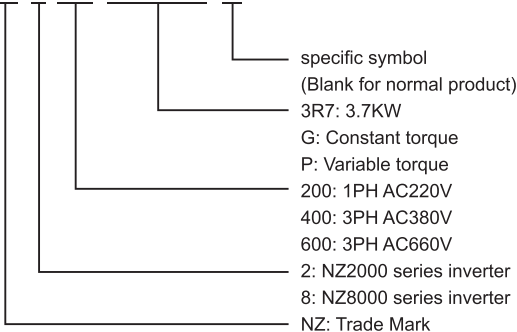 specific symbol
(Blank for normal product)
3R7: 3.7KW
G: Constant torque
P: Variable torque
200: 1PH AC220V
400: 3PH AC380V
600: 3PH AC660V
2: NZ2000 series inverter
8: NZ8000 series inverter
NZ: Trade Mark